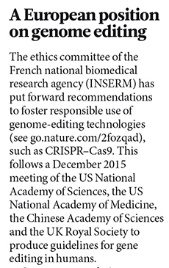 A European position
on genome editing
The ethics committee of the
French national biomedical
research agency (INSERM) has
put forward recommendations
to foster responsible use of
genome-editing technologies
(see go.nature.com/2fozqad),
such as CRISPR–Cas9. This
follows a December 2015
meeting of the US National
Academy of Sciences, the US
National Academy of Medicine,
the Chinese Academy of Sciences
and the UK Royal Society to
produce guidelines for gene
editing in humans.